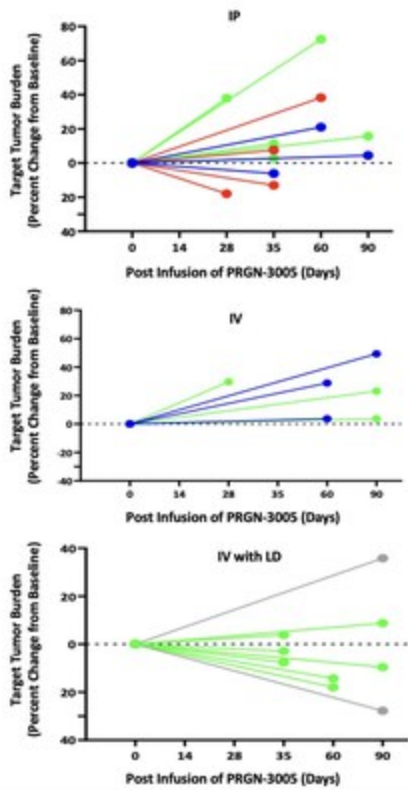 IP
Target Tumor Burden
(Percent Change from Baseline)
80
60
40
20
0
20
40
0 14 28 35 60 90
Post Infusion of PRGN-3005 (Days)
IV
Target Tumor Burden
(Percent Change from Baseline)
80
60
40
20
0
-20
-40
0 14 28 35 60 90
Post Infusion of PRGN-3005 (Days)
IV with LD
Target Tumor Burden
(Percent Change from Baseline)
40
20
0
20
40
0 14 28 35 60 90
Post Infusion of PRGN-3005 (Days)